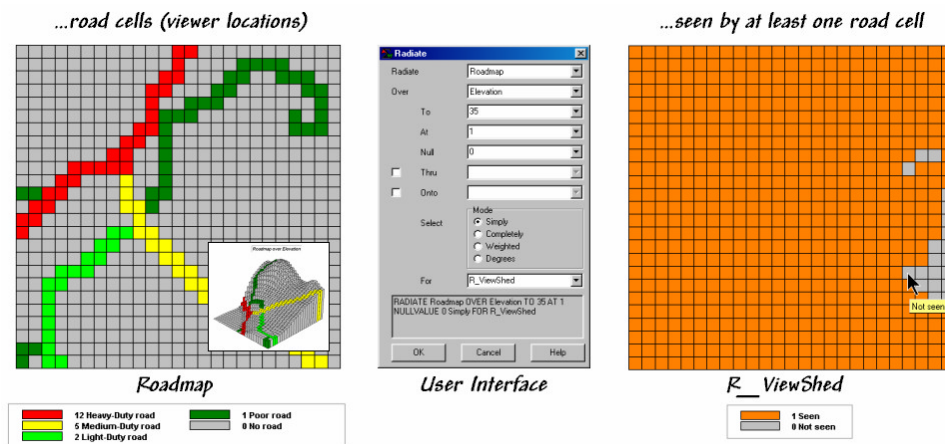 ...road cells (viewer locations)
...seen by at least one road cell
Radiate
Radiate Roadmap
Over Elevation
To 35
At 1
Null 0
Thru
Onto
Select
Mode
Simply
Completely
Weighted
Degrees
For R_ViewShed
RADIATE Roadmap OVER Elevation TO 35 AT 1
NULLVALUE 0 Simply FOR R_ViewShed
OK Cancel Help
Roadmap over Elevation
Not seen
Roadmap
User Interface
R__ViewShed
12 Heavy-Duty road
5 Medium-Duty road
2 Light-Duty road
1 Poor road
0 No road
1 Seen
0 Not seen